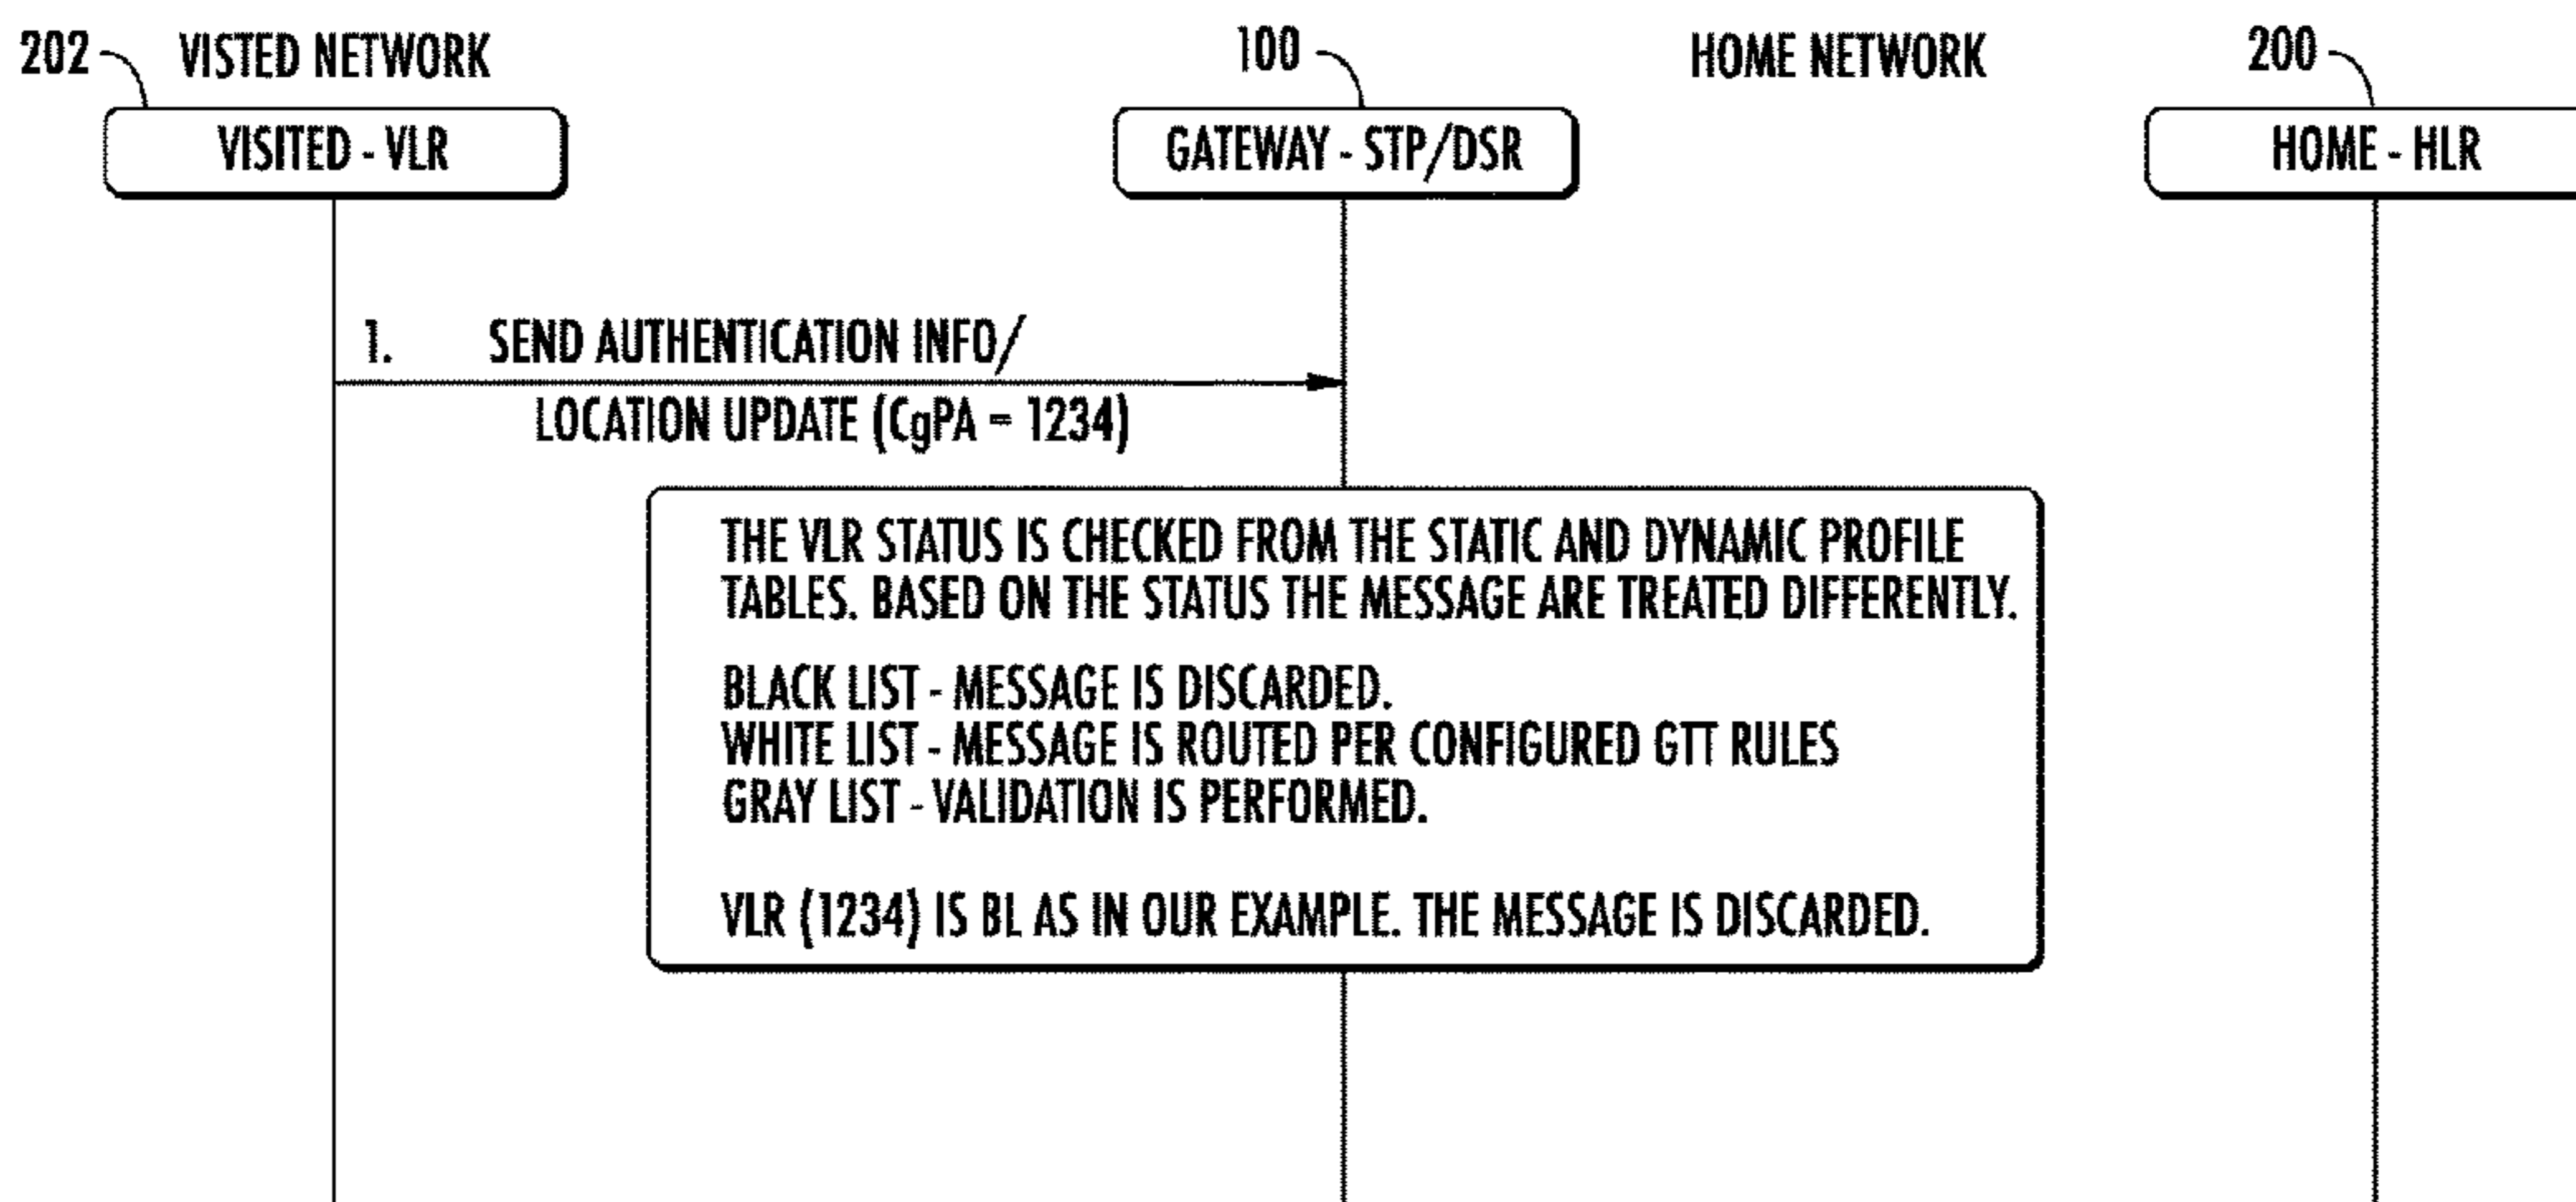 202 VISTED NETWORK 100 HOME NETWORK 200
VISITED - VLR GATEWAY - STP/DSR HOME - HLR
1. SEND AUTHENTICATION INFO/
LOCATION UPDATE (CgPA = 1234)
THE VLR STATUS IS CHECKED FROM THE STATIC AND DYNAMIC PROFILE
TABLES. BASED ON THE STATUS THE MESSAGE ARE TREATED DIFFERENTLY.
BLACK LIST - MESSAGE IS DISCARDED.
WHITE LIST - MESSAGE IS ROUTED PER CONFIGURED GTT RULES
GRAY LIST - VALIDATION IS PERFORMED.
VLR (1234) IS BL AS IN OUR EXAMPLE. THE MESSAGE IS DISCARDED.